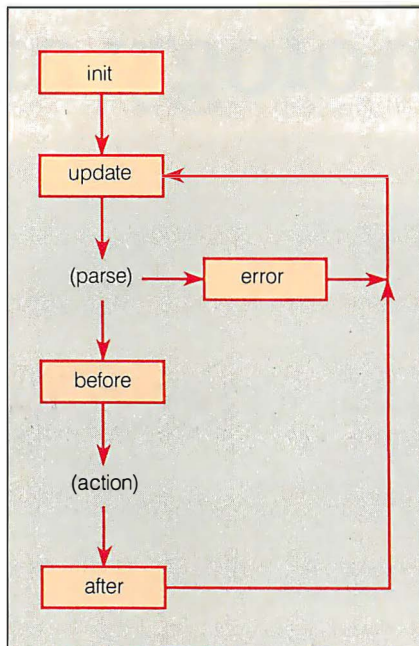 init
update
(parse)
error
before
(action)
after